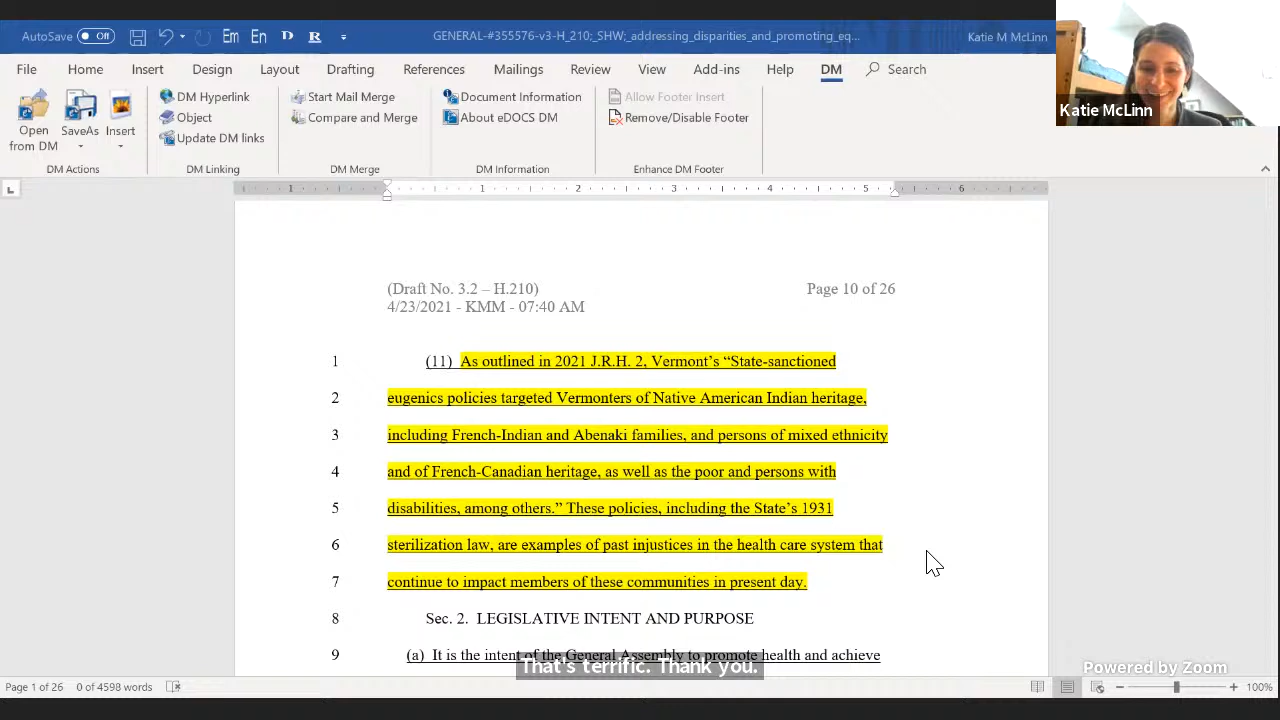 AutoSave Off Em En D R GENERAL-#355576-v3-H_210;_SHW;_addressing_disparities_and_promoting_eq... Katie M McLinn
File Home Insert Design Layout Drafting References Mailings Review View Add-ins Help DM Search
DM Hyperlink Start Mail Merge Document Information Allow Footer Insert
Object Compare and Merge About eDOCS DM Remove/Disable Footer
Open SaveAs Insert
from DM
Update DM links
DM Actions DM Linking DM Merge DM Information Enhance DM Footer
Katie McLinn
1 1 2 3 4 5 6
(Draft No. 3.2 – H.210) Page 10 of 26
4/23/2021 - KMM - 07:40 AM
1 (11) As outlined in 2021 J.R.H. 2, Vermont's “State-sanctioned
2 eugenics policies targeted Vermonters of Native American Indian heritage,
3 including French-Indian and Abenaki families, and persons of mixed ethnicity
4 and of French-Canadian heritage, as well as the poor and persons with
5 disabilities, among others.” These policies, including the State's 1931
6 sterilization law, are examples of past injustices in the health care system that
7 continue to impact members of these communities in present day.
8 Sec. 2. LEGISLATIVE INTENT AND PURPOSE
9 (a) It is the intent of the General Assembly to promote health and achieve
That's terrific. Thank you.
Powered by Zoom
Page 1 of 26 0 of 4598 words 100%